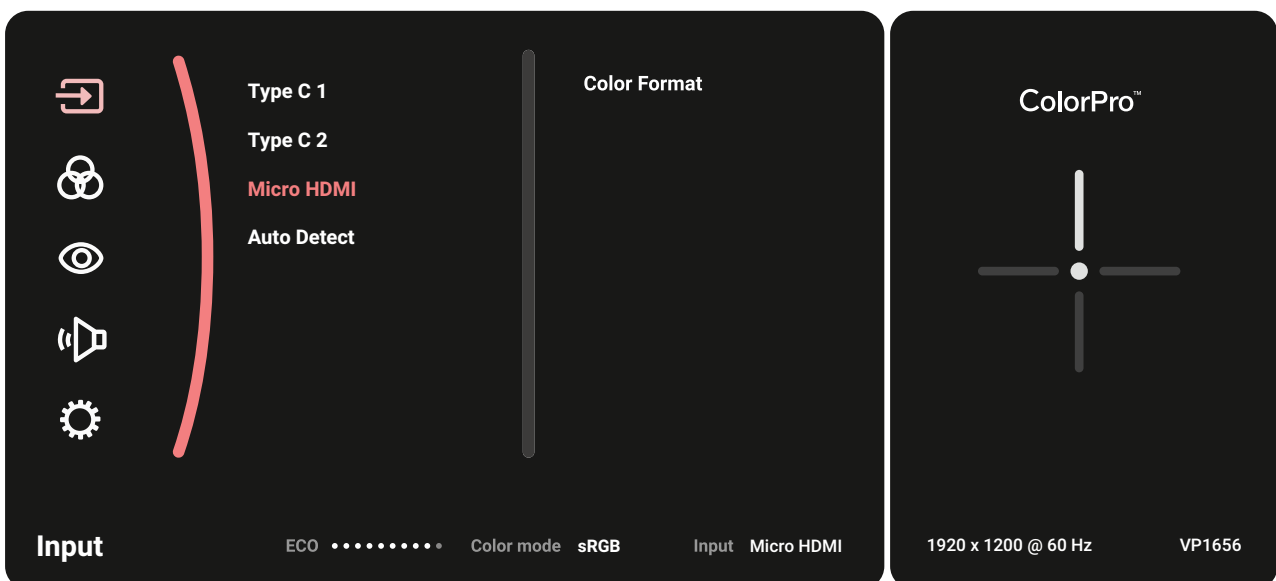 Type C 1
Type C 2
Micro HDMI
Auto Detect
Color Format
Input
ECO
Color mode sRGB
Input Micro HDMI
ColorPro™
1920 x 1200 @ 60 Hz
VP1656